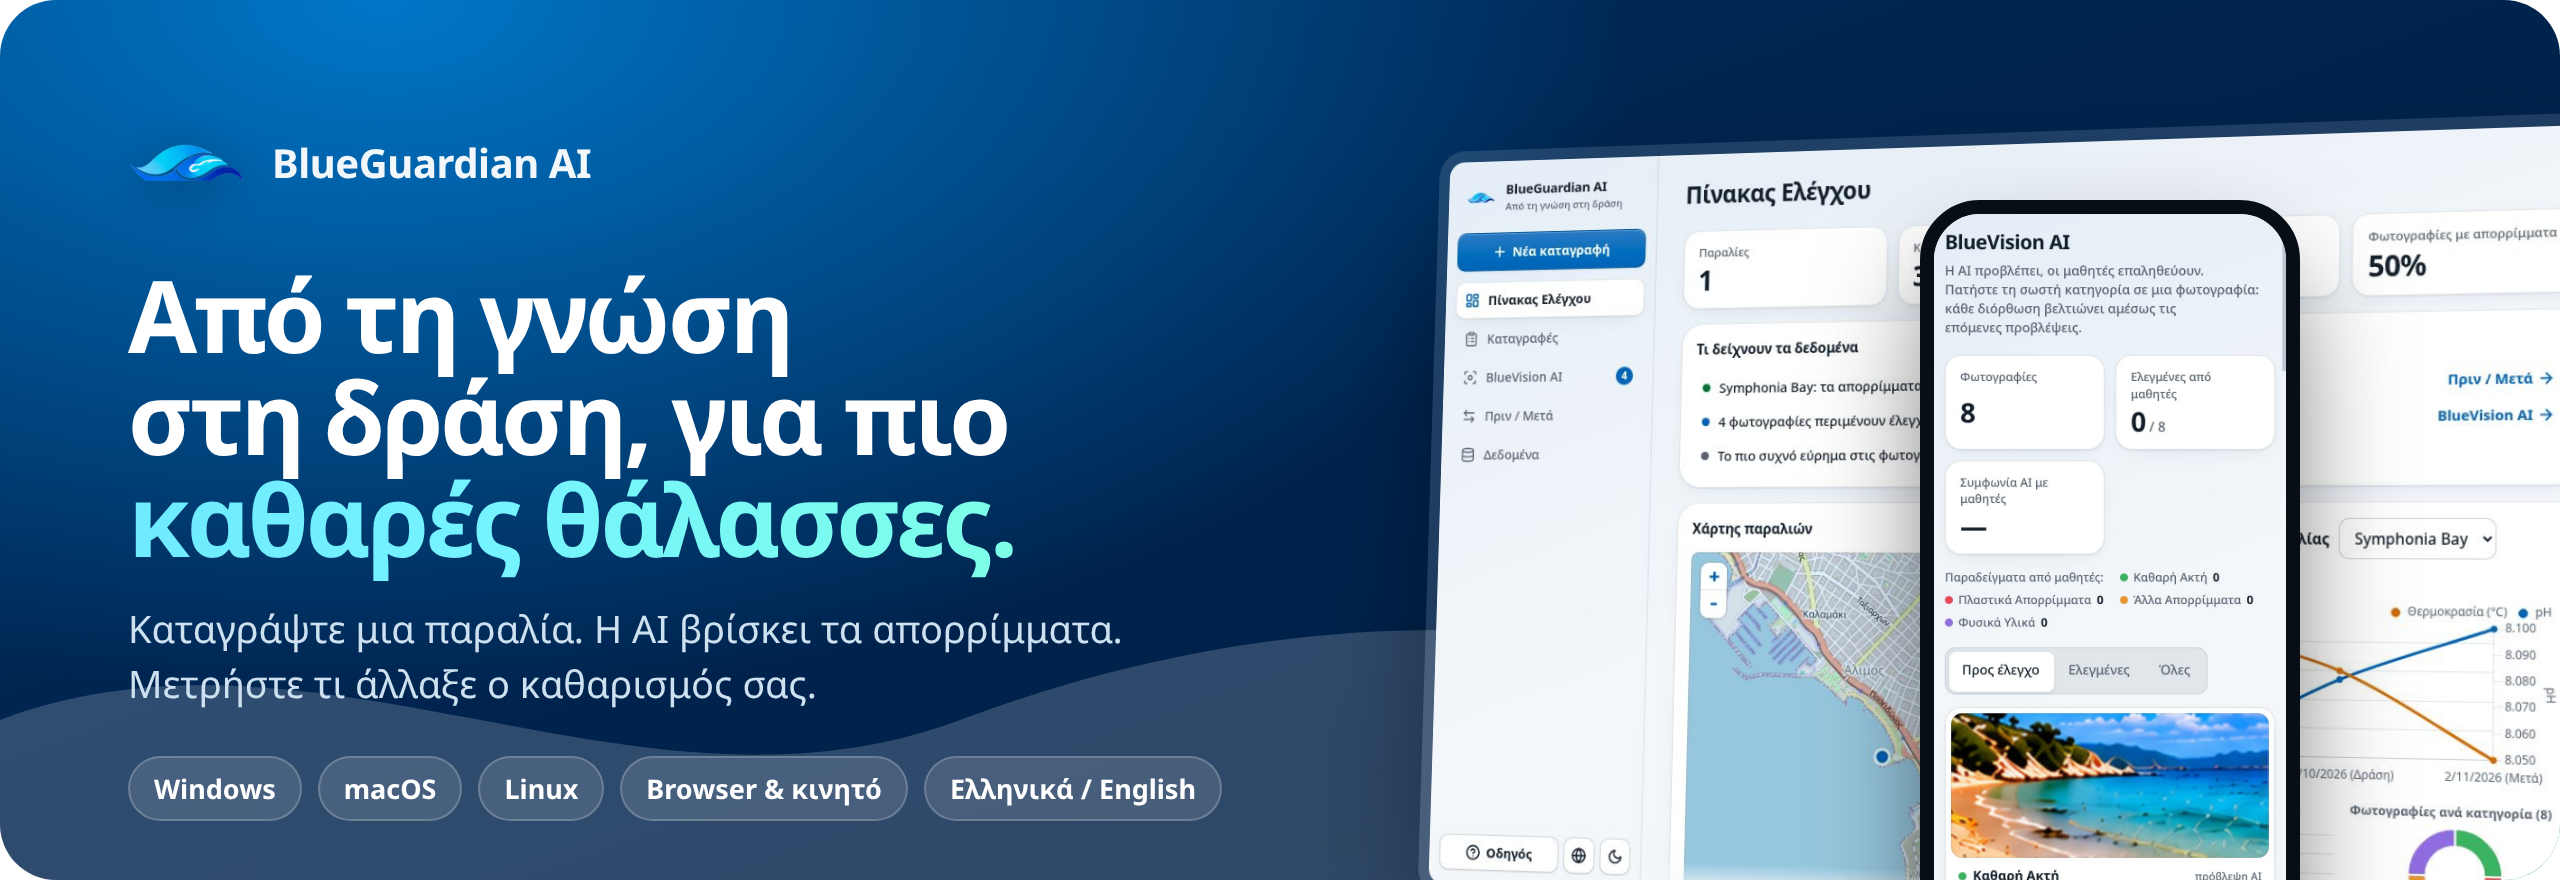 BlueGuardian AI
Από τη γνώση
στη δράση, για πιο
καθαρές θάλασσες.
Καταγράψτε μια παραλία. Η AI βρίσκει τα απορρίμματα.
Μετρήστε τι άλλαξε ο καθαρισμός σας.
Windows
macOS
Linux
Browser & κινητό
Ελληνικά / English
BlueGuardian AI
Από τη γνώση στη δράση
+ Νέα καταγραφή
Πίνακας Ελέγχου
Καταγραφές
BlueVision AI
4
Πριν / Μετά
Δεδομένα
Οδηγός
Πίνακας Ελέγχου
Παραλίες
1
Φωτογραφίες με απορρίμματα
50%
Τι δείχνουν τα δεδομένα
Symphonia Bay: τα απορρίμματα
4 φωτογραφίες περιμένουν
Το πιο συχνό εύρημα στις
Πριν / Μετά →
BlueVision AI →
Χάρτης παραλιών
+
-
Καλαμάκι
Άλιμος
Symphonia Bay
Θερμοκρασία (°C)
pH
8.100
8.090
8.080
8.070
8.060
8.050
pH
/10/2026 (Δράση)
2/11/2026 (Μετά)
Φωτογραφίες ανά κατηγορία (8)
BlueVision AI
Η AI προβλέπει, οι μαθητές επαληθεύουν.
Πατήστε τη σωστή κατηγορία σε μια φωτογραφία:
κάθε διόρθωση βελτιώνει αμέσως τις
επόμενες προβλέψεις.
Φωτογραφίες
8
Ελεγμένες από
μαθητές
0 / 8
Συμφωνία AI με
μαθητές
—
Παραδείγματα από μαθητές:
Καθαρή Ακτή 0
Πλαστικά Απορρίμματα 0
Άλλα Απορρίμματα 0
Φυσικά Υλικά 0
Προς έλεγχο
Ελεγμένες
Όλες
Καθαρή Ακτή
πρόβλεψη AI